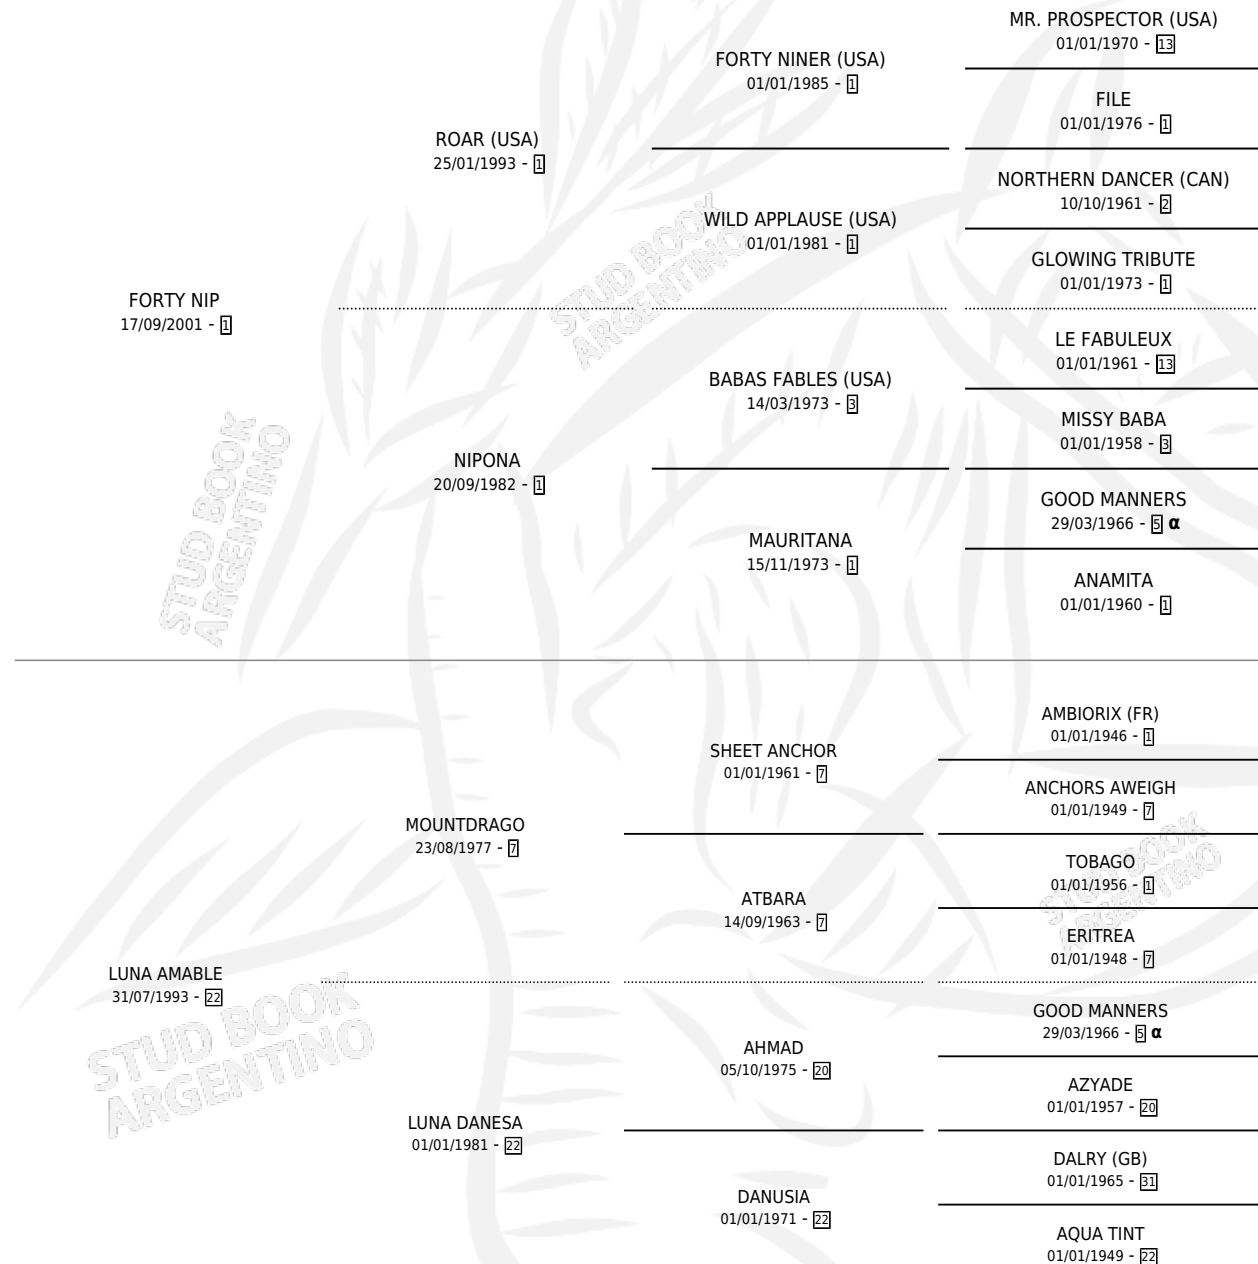 MR. PROSPECTOR (USA)
01/01/1970 - 13
FORTY NINER (USA)
01/01/1985 - 1
FILE
01/01/1976 - 1
ROAR (USA)
25/01/1993 - 1
NORTHERN DANCER (CAN)
10/10/1961 - 2
WILD APPLAUSE (USA)
01/01/1981 - 1
GLOWING TRIBUTE
01/01/1973 - 1
STUD BOOK
ARGENTINO
FORTY NIP
17/09/2001 - 1
LE FABULEUX
01/01/1961 - 13
BABAS FABLES (USA)
14/03/1973 - 3
MISSY BABA
01/01/1958 - 3
NIPONA
20/09/1982 - 1
GOOD MANNERS
29/03/1966 - 5 α
MAURITANA
15/11/1973 - 1
ANAMITA
01/01/1960 - 1
STUD BOOK
ARGENTINO
AMBIORIX (FR)
01/01/1946 - 1
SHEET ANCHOR
01/01/1961 - 7
ANCHORS AWEIGH
01/01/1949 - 7
MOUNTDRAGO
23/08/1977 - 7
TOBAGO
01/01/1956 - 1
ATBARA
14/09/1963 - 7
ERITREA
01/01/1948 - 7
STUD BOOK
ARGENTINO
LUNA AMABLE
31/07/1993 - 22
GOOD MANNERS
29/03/1966 - 5 α
AHMAD
05/10/1975 - 20
AZYADE
01/01/1957 - 20
LUNA DANESA
01/01/1981 - 22
DALRY (GB)
01/01/1965 - 31
DANUSIA
01/01/1971 - 22
AQUA TINT
01/01/1949 - 22
STUD BOOK
ARGENTINO